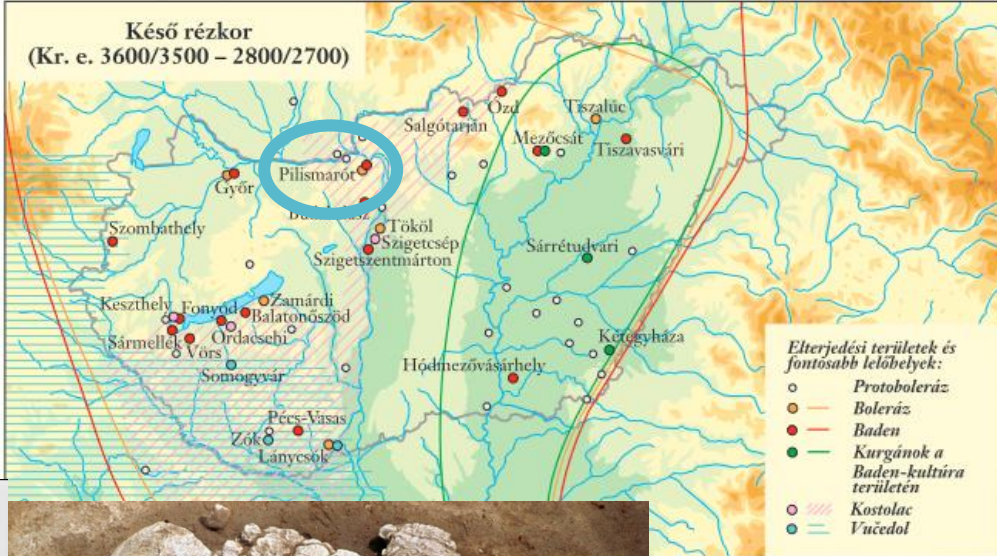 Késő rézkor
(Kr. e. 3600/3500 – 2800/2700)
Ózd
Salgótarján
Tiszalúc
Mezőcsát
Tiszavasvári
Pilismarót
Győr
Szombathely
Tököl
Szigetcsép
Szigetszentmárton
Sárrétudvari
Keszthely
Fonyód
Zamárdi
Balatonőszöd
Ordacsehi
Sármellék
Vörs
Somogyvár
Kétegyháza
Hódmezővásárhely
Pécs-Vasas
Zók
Lánycsók
Elterjedési területek és
fontosabb lelőhelyek:
Protoboleráz
Boleráz
Baden
Kurgánok a
Baden-kultúra
területén
Kostolac
Vučedol